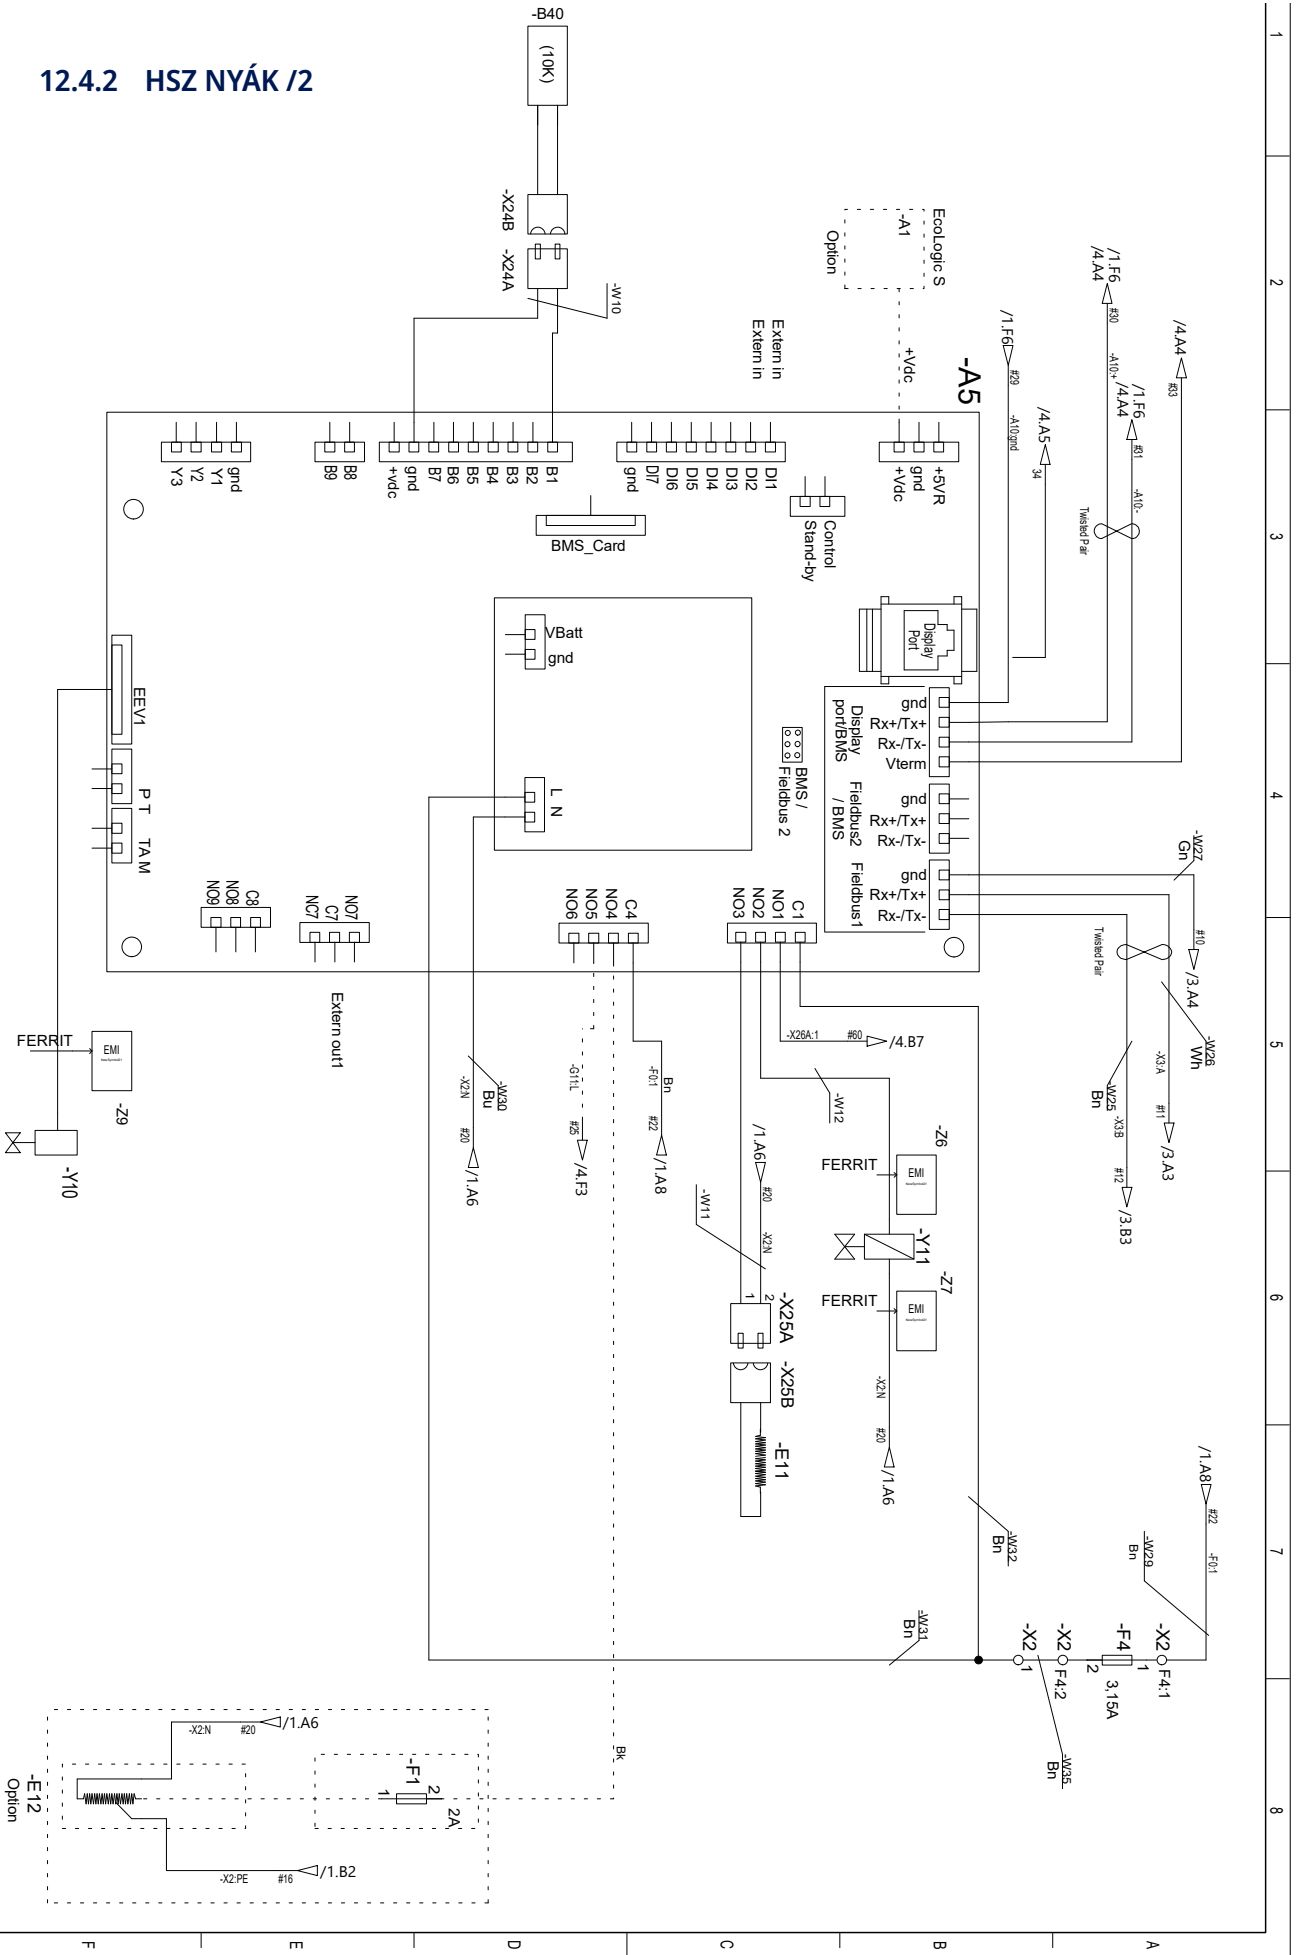 12.4.2 HSZ NYÁK /2
-B40
(10K)
-X24B
-X24A
-W10
EcoLogic S
-A1
Option
+Vdc
Extern in
Extern in
-A5
/1.F6
#29
-A10:gnd
/4.A5
34
/1.F6
/4.A4
#30
-A10:+
/1.F6
/4.A4
#31
-A10:-
/4.A4
#33
Twisted Pair
Y3
Y2
Y1
gnd
B9
B8
+vdc
gnd
B7
B6
B5
B4
B3
B2
B1
gnd
DI7
DI6
DI5
DI4
DI3
DI2
DI1
+Vdc
gnd
+5VR
BMS_Card
Control
Stand-by
Display
Port
VBatt
gnd
gnd
Rx+/Tx+
Rx-/Tx-
Vterm
Display
port/BMS
gnd
Rx+/Tx+
Rx-/Tx-
Fieldbus2
/ BMS
gnd
Rx+/Tx+
Rx-/Tx-
Fieldbus1
BMS /
Fieldbus 2
EEV1
P T
TAM
L N
NO9
NO8
C8
NC7
C7
NO7
NO6
NO5
NO4
C4
NO3
NO2
NO1
C1
Extern out1
FERRIT
EMI
-Z9
-Y10
-W30
Bu
-X2:N
#20
/1.A6
-G11:L
#25
/4.F3
Bn
-F0:1
#22
/1.A8
-X26A:1
#60
/4.B7
-W12
-W27
Gn
#10
/3.A4
Twisted Pair
-W26
Wh
-X3:A
#11
/3.A3
-W25
Bn
-X3:B
#12
/3.B3
-Z6
FERRIT
EMI
-Y11
-Z7
FERRIT
EMI
-X2:N
#20
/1.A6
/1.A6
#20
-X2:N
-W11
1
2
-X25A
-X25B
-E11
-W32
Bn
-W31
Bn
/1.A8
#22
-F0:1
-W29
Bn
-X2
F4:1
-F4
1
2
3,15A
-X2
F4:2
-X2
1
-W35
Bn
Bk
-F1
1
2
2A
/1.A6
#20
-X2:N
-X2:PE
#16
/1.B2
-E12
Option
1
2
3
4
5
6
7
8
F
E
D
C
B
A